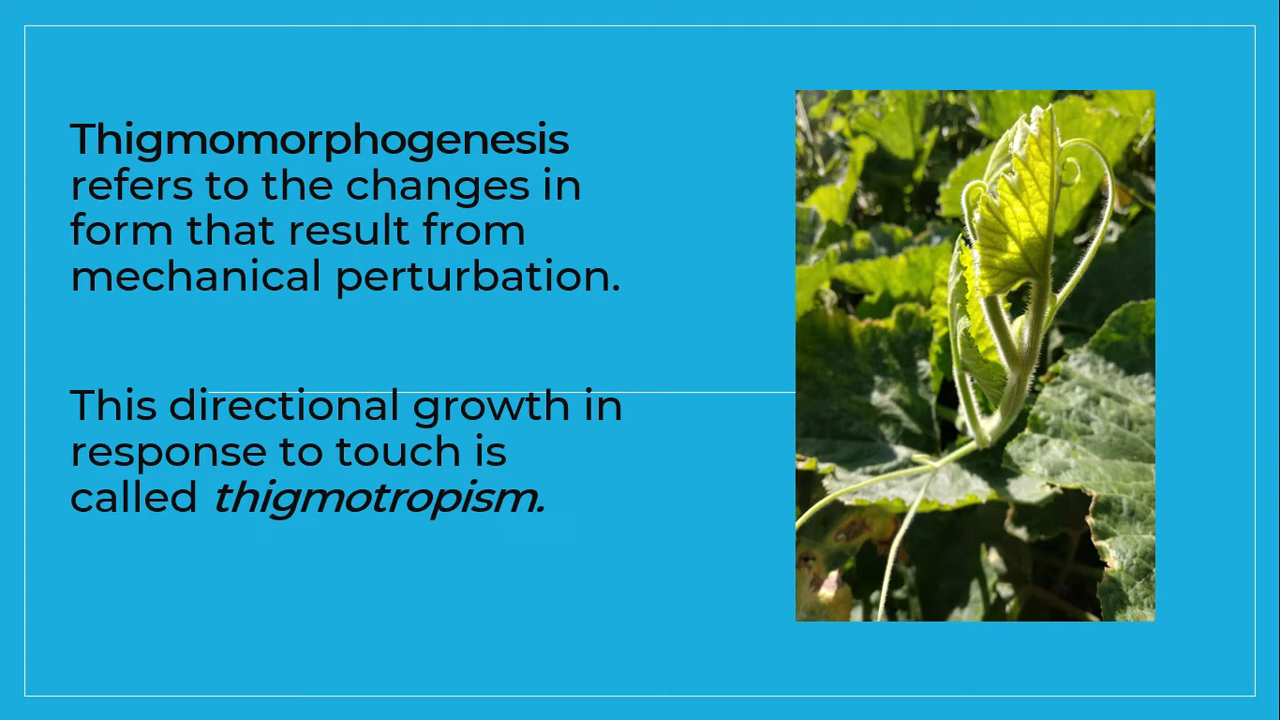 Thigmomorphogenesis
refers to the changes in
form that result from
mechanical perturbation.
This directional growth in
response to touch is
called thigmotropism.